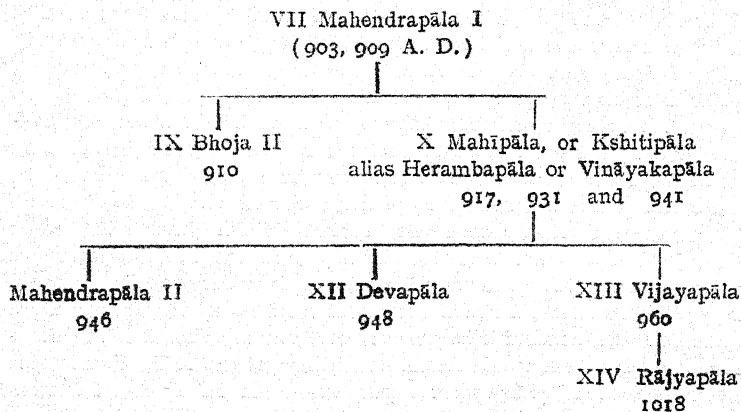 VII Mahendrapāla I
( 903, 909 A. D. )
IX Bhoja II
910
X Mahīpāla, or Kshitipāla
alias Herambapāla or Vināyakapāla
917, 931 and 941
Mahendrapāla II
946
XII Devapāla
948
XIII Vijayapāla
960
XIV Rājyapāla
1018